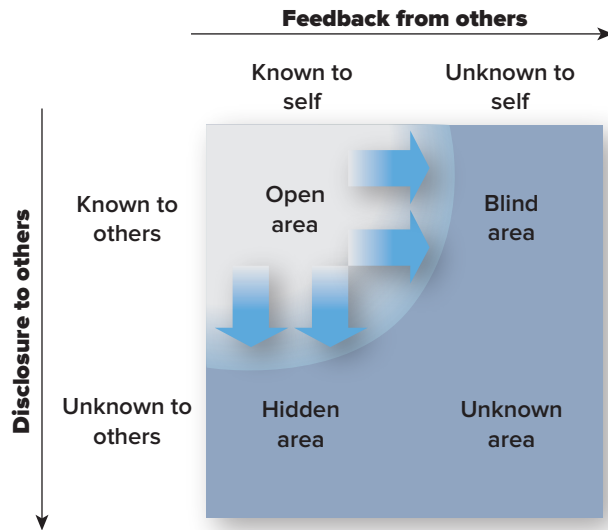 Feedback from others
Known to
self
Unknown to
self
Disclosure to others
Known to
others
Open
area
Blind
area
Unknown to
others
Hidden
area
Unknown
area